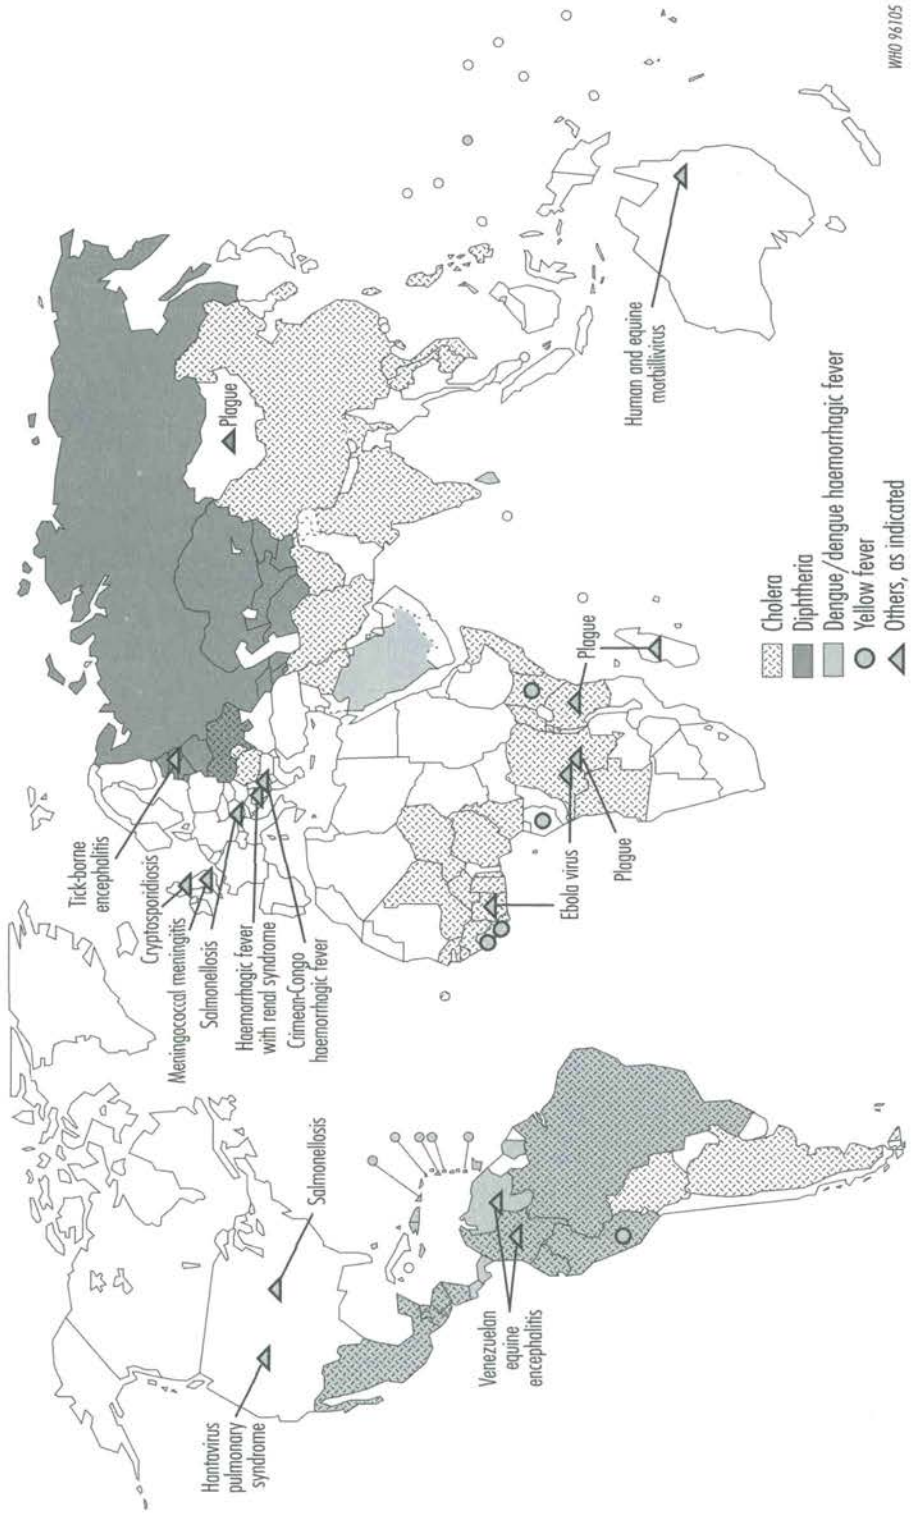 Hantavirus
pulmonary
syndrome
Salmonellosis
Venezuelan
equine
encephalitis
Tick-borne
encephalitis
Cryptosporidiosis
Meningococcal meningitis
Salmonellosis
Haemorrhagic fever
with renal syndrome
Crimean-Congo
haemorrhagic fever
Ebola virus
Plague
Plague
Plague
Human and equine
morbillivirus
Cholera
Diphtheria
Dengue/dengue haemorrhagic fever
Yellow fever
Others, as indicated
WHO 96105